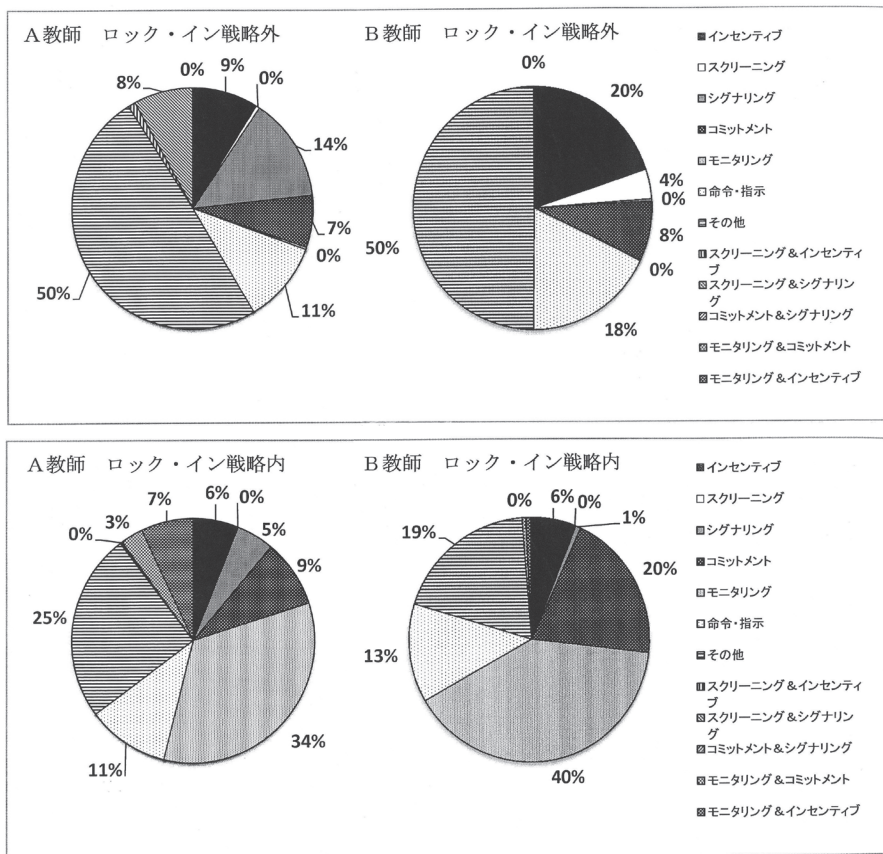 A教師 ロック・イン戦略外
0%
9%
0%
8%
14%
7%
0%
11%
50%
B教師 ロック・イン戦略外
0%
20%
4%
0%
8%
0%
18%
50%
インセンティブ
スクリーニング
シグナリング
コミットメント
モニタリング
命令・指示
その他
スクリーニング&インセンティ
ブ
スクリーニング&シグナリン
グ
コミットメント&シグナリング
モニタリング&コミットメント
モニタリング&インセンティブ
A教師 ロック・イン戦略内
7%
6%
0%
3%
0%
5%
9%
25%
34%
11%
B教師 ロック・イン戦略内
0%
6%
0%
1%
19%
20%
13%
40%
インセンティブ
スクリーニング
シグナリング
コミットメント
モニタリング
命令・指示
その他
スクリーニング&インセンティ
ブ
スクリーニング&シグナリン
グ
コミットメント&シグナリング
モニタリング&コミットメント
モニタリング&インセンティブ